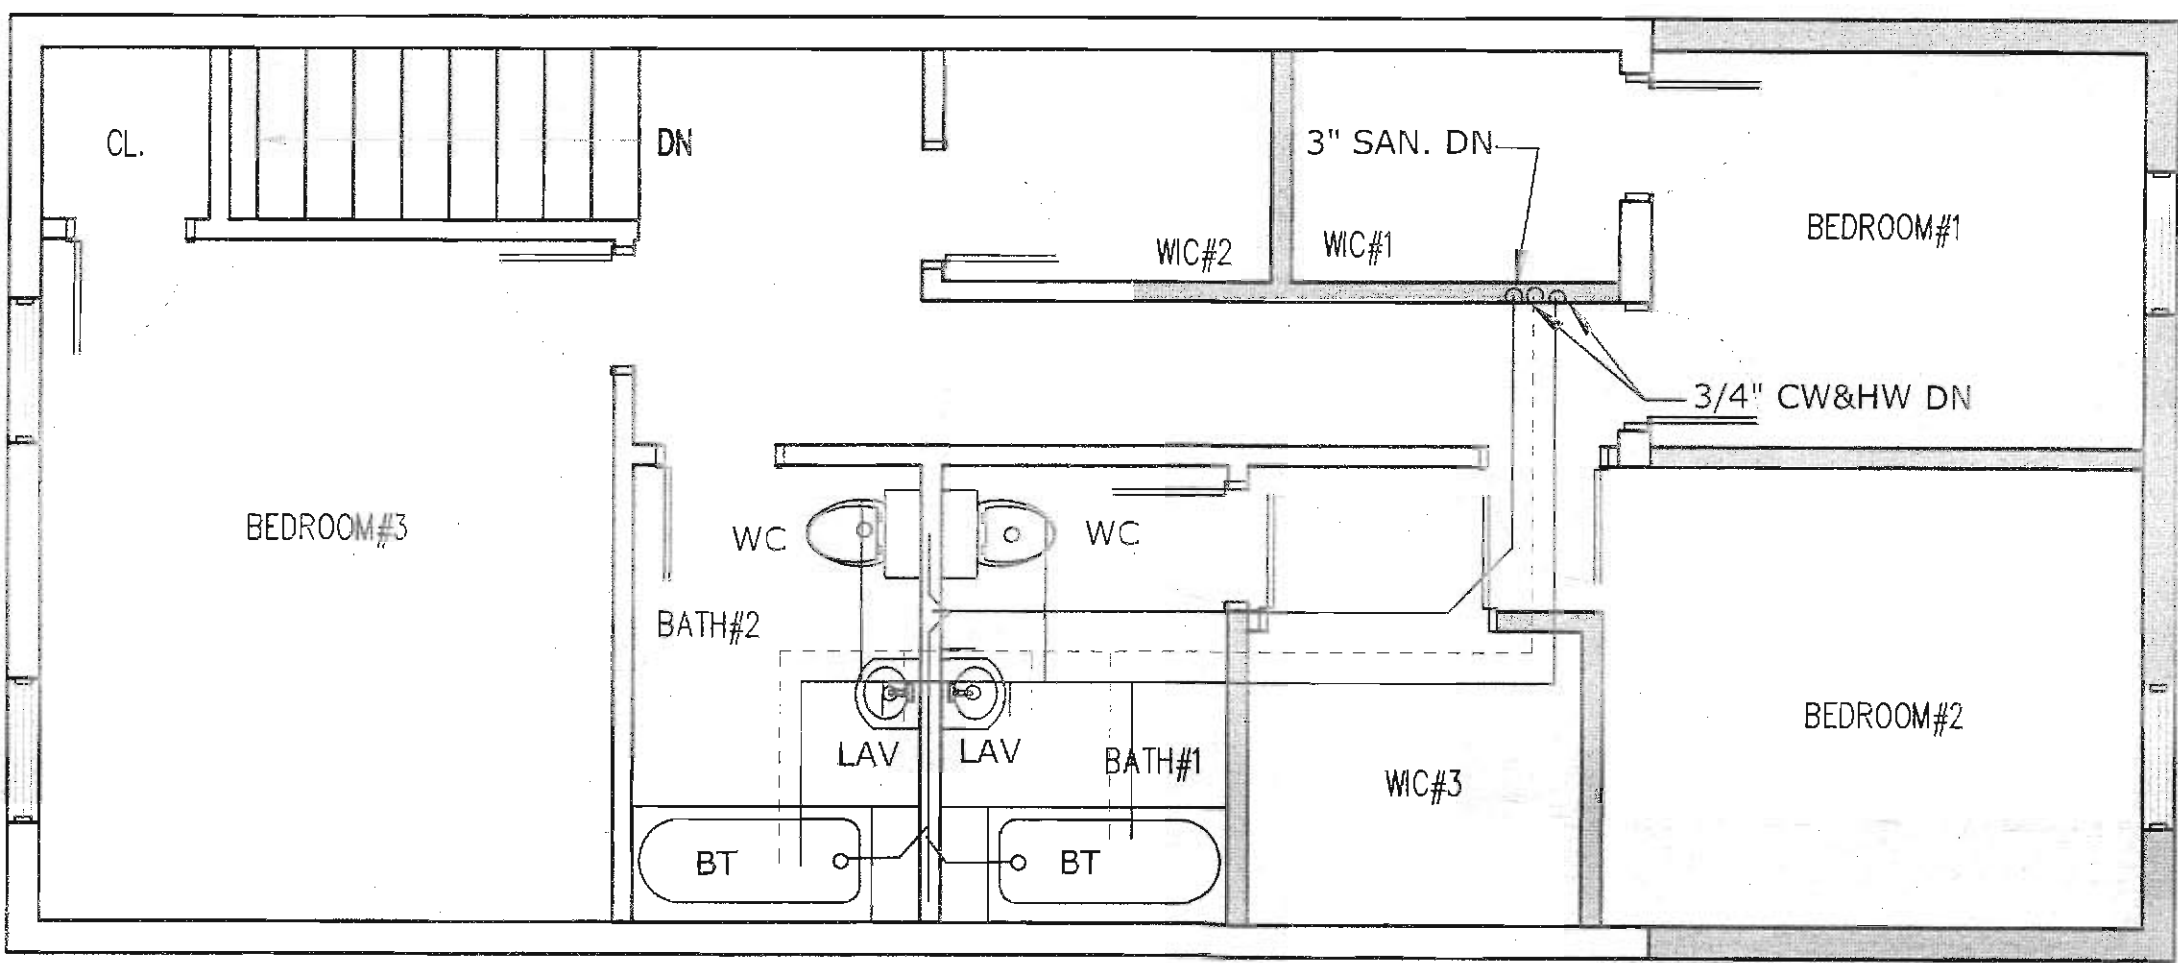 CL.
DN
3" SAN. DN
WIC#2
WIC#1
BEDROOM#1
3/4" CW&HW DN
BEDROOM#3
WC
WC
BATH#2
BEDROOM#2
LAV
LAV
BATH#1
WIC#3
BT
BT